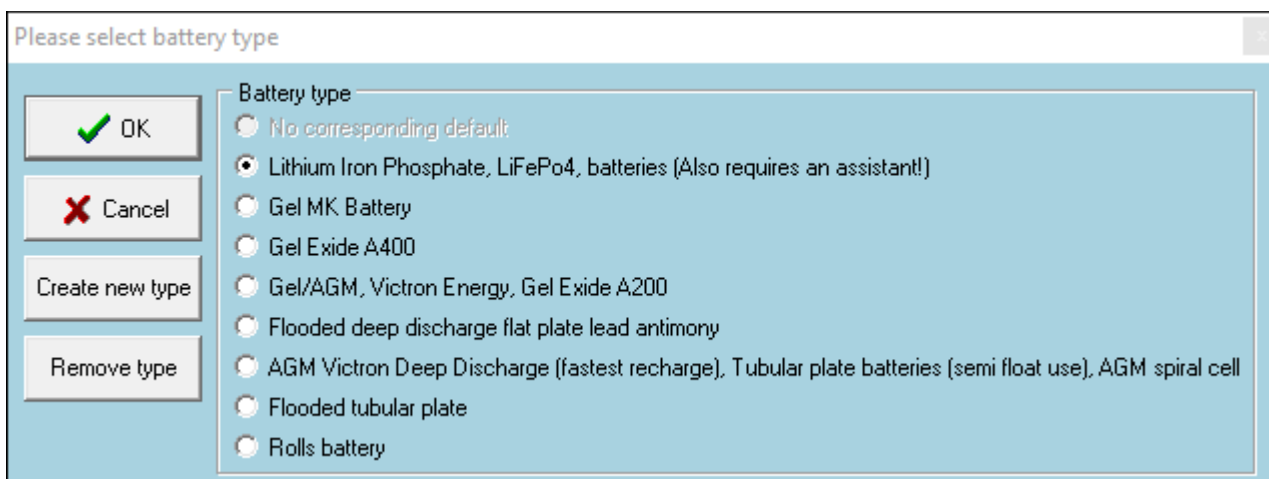 Please select battery type
x
OK
Cancel
Create new type
Remove type
Battery type
No corresponding default
Lithium Iron Phosphate, LiFePo4, batteries (Also requires an assistant!)
Gel MK Battery
Gel Exide A400
Gel/AGM, Victron Energy, Gel Exide A200
Flooded deep discharge flat plate lead antimony
AGM Victron Deep Discharge (fastest recharge), Tubular plate batteries (semi float use), AGM spiral cell
Flooded tubular plate
Rolls battery